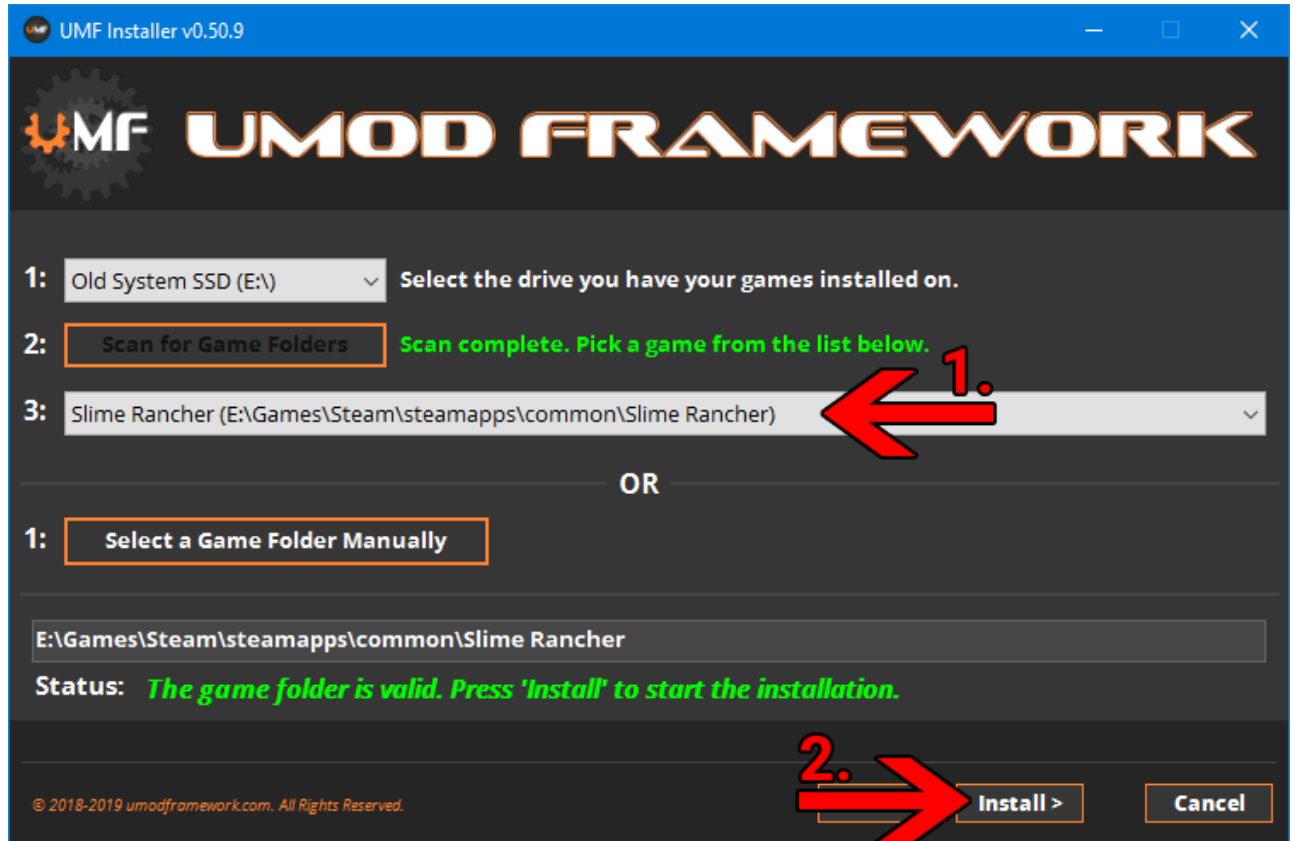 UMF Installer v0.50.9
UMF UMOD FRAMEWORK
1: Old System SSD (E:\) Select the drive you have your games installed on.
2: Scan for Game Folders Scan complete. Pick a game from the list below.
1.
3: Slime Rancher (E:\Games\Steam\steamapps\common\Slime Rancher)
OR
1: Select a Game Folder Manually
E:\Games\Steam\steamapps\common\Slime Rancher
Status: The game folder is valid. Press 'Install' to start the installation.
2.
© 2018-2019 umodframework.com. All Rights Reserved. Install > Cancel